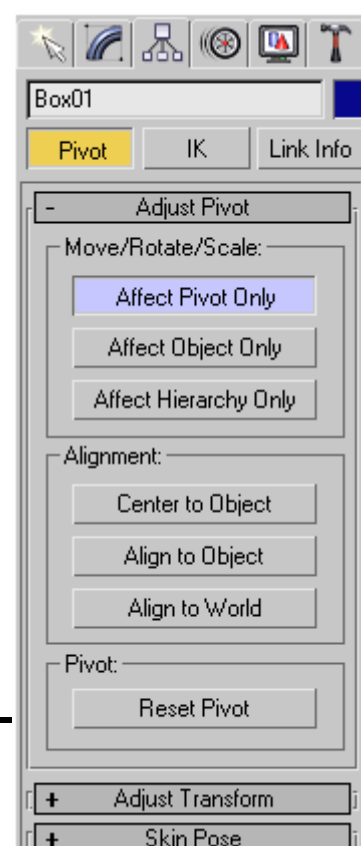 Box01
Pivot IK Link Info
- Adjust Pivot
Move/Rotate/Scale:
Affect Pivot Only
Affect Object Only
Affect Hierarchy Only
Alignment:
Center to Object
Align to Object
Align to World
Pivot:
Reset Pivot
+ Adjust Transform
+ Skin Pose